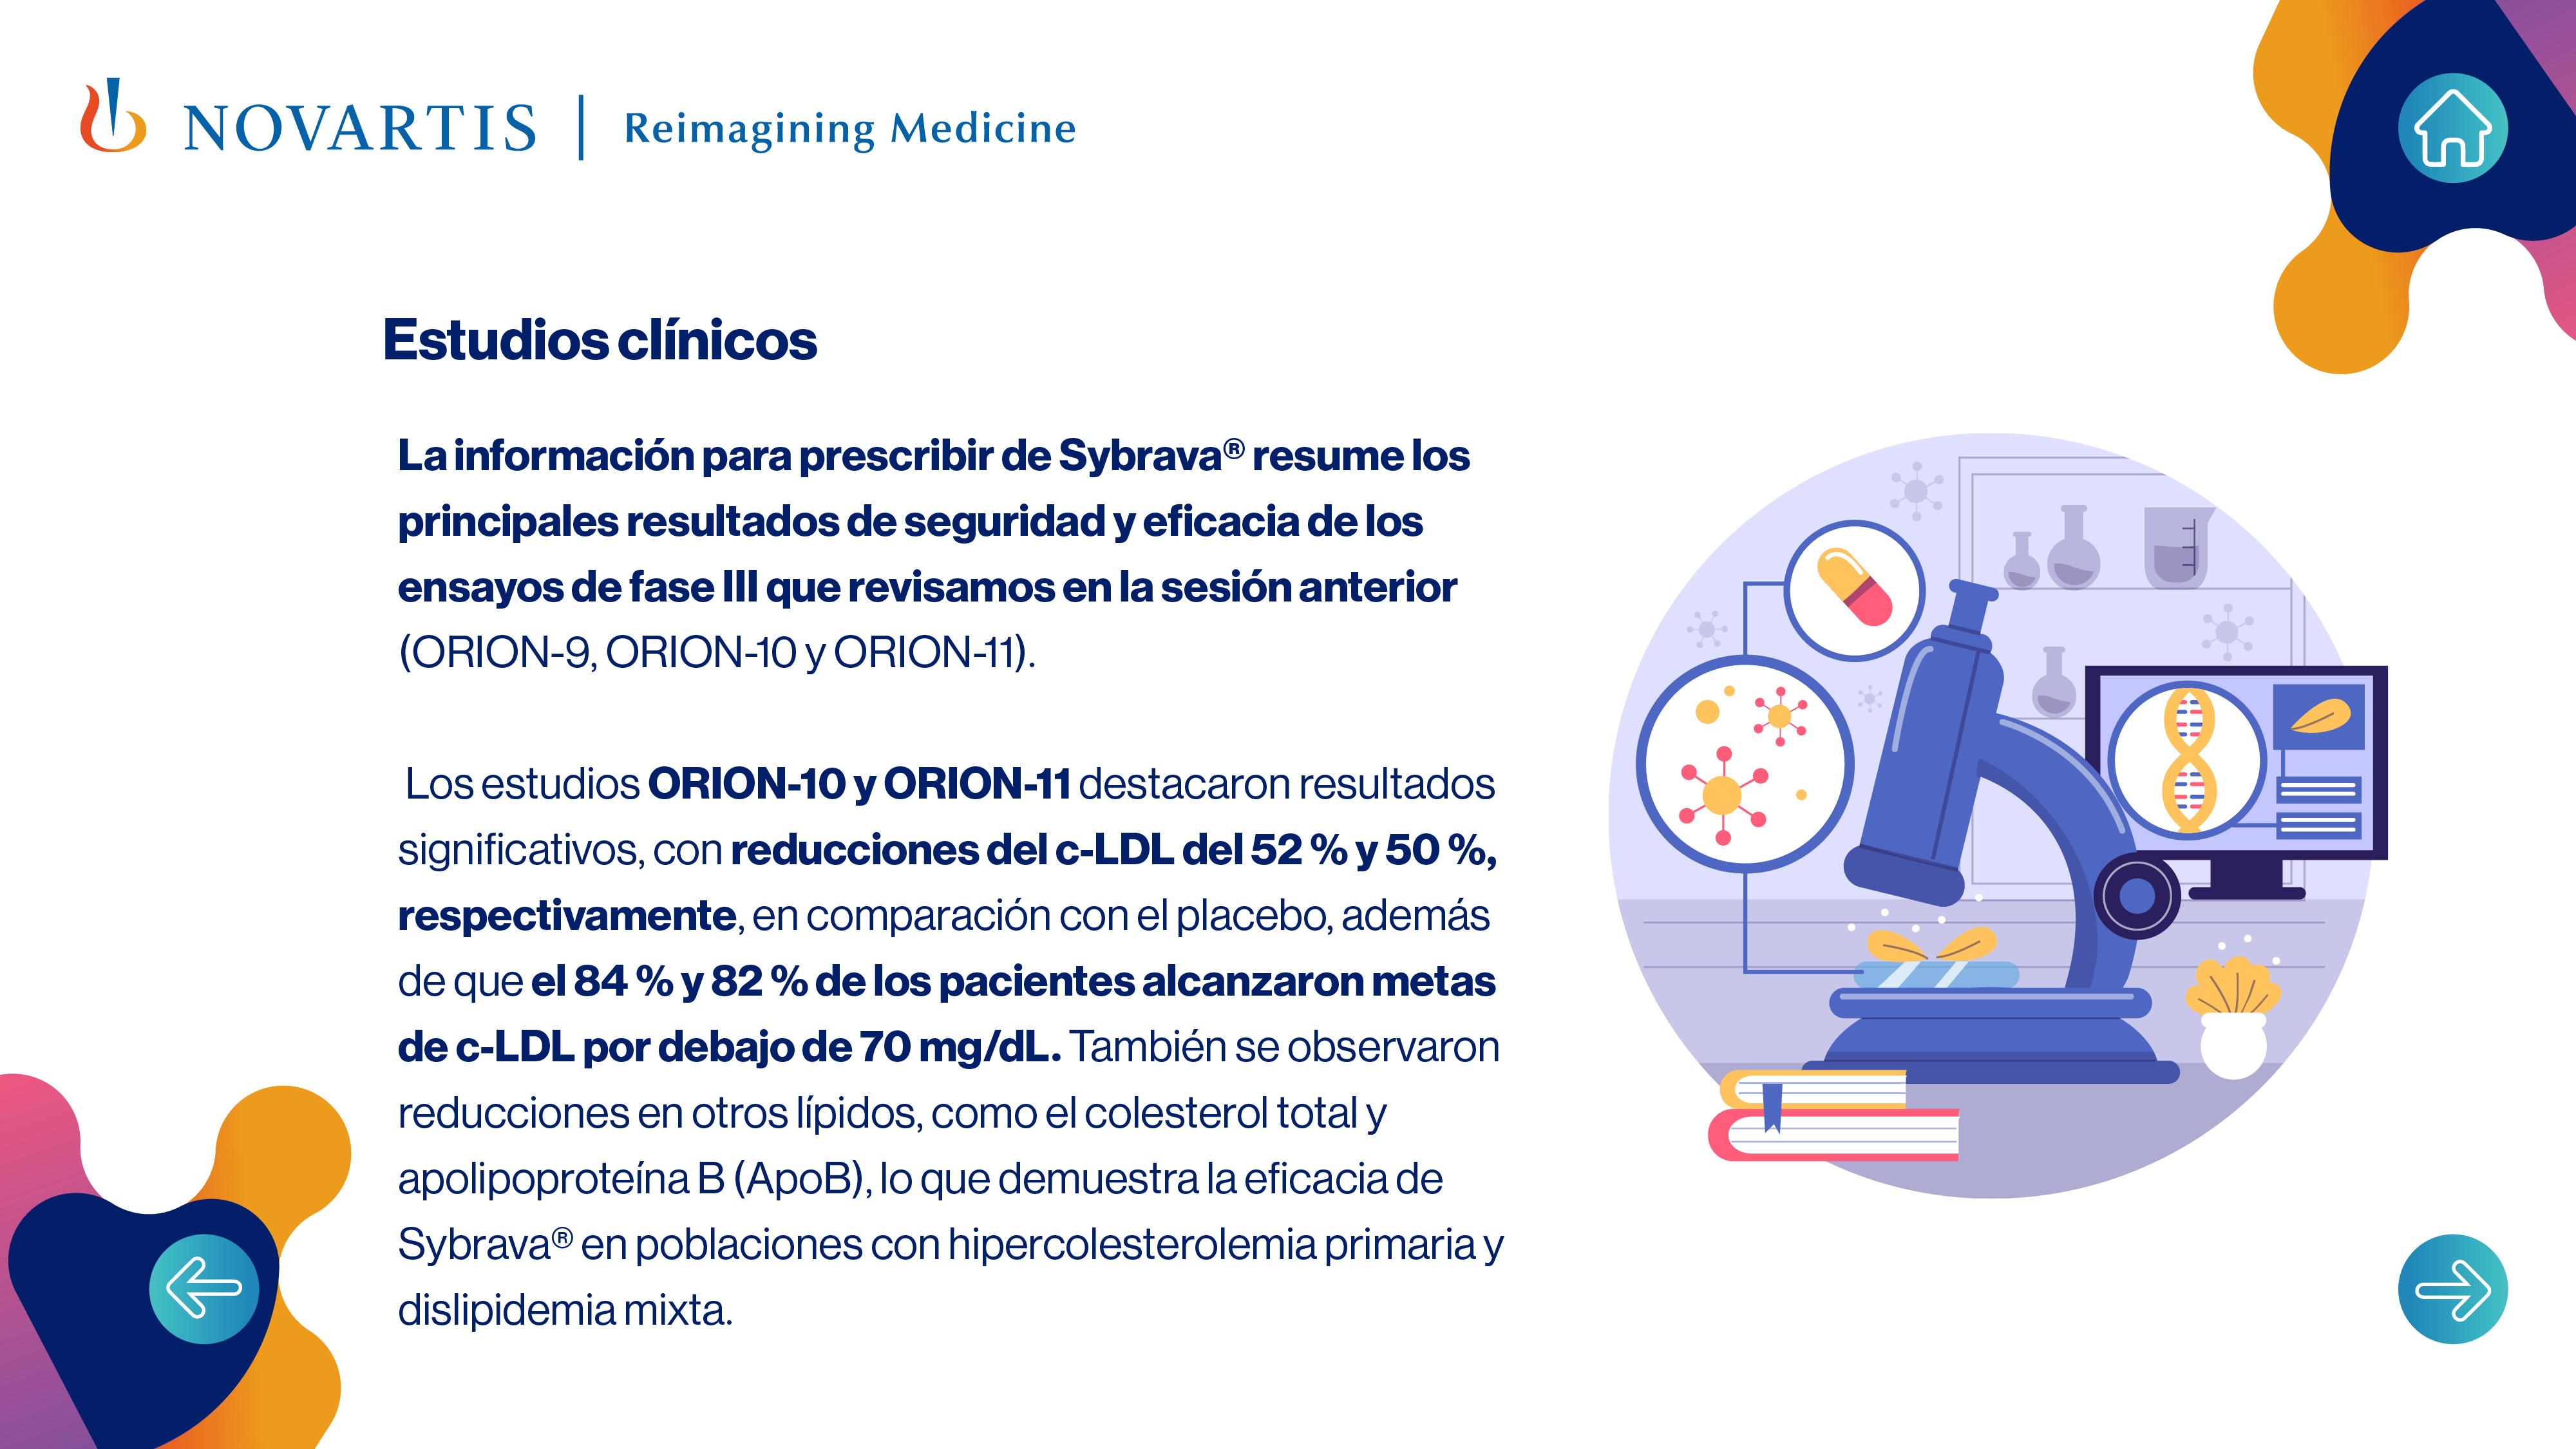 NOVARTIS | Reimagining Medicine
Estudios clínicos
La información para prescribir de Sybrava® resume los
principales resultados de seguridad y eficacia de los
ensayos de fase III que revisamos en la sesión anterior
(ORION-9, ORION-10 y ORION-11).
Los estudios ORION-10 y ORION-11 destacaron resultados
significativos, con reducciones del c-LDL del 52 % y 50 %,
respectivamente, en comparación con el placebo, además
de que el 84 % y 82 % de los pacientes alcanzaron metas
de c-LDL por debajo de 70 mg/dL. También se observaron
reducciones en otros lípidos, como el colesterol total y
apolipoproteína B (ApoB), lo que demuestra la eficacia de
Sybrava® en poblaciones con hipercolesterolemia primaria y
dislipidemia mixta.